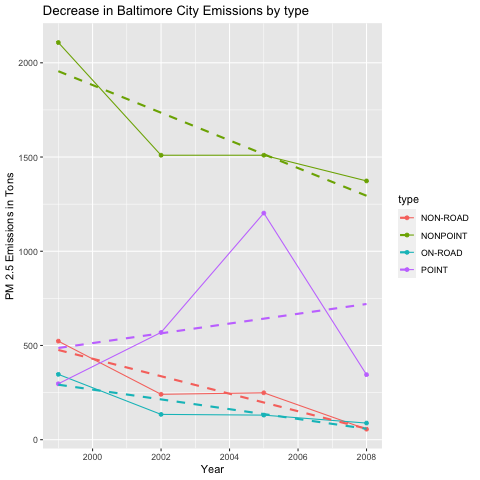 Decrease in Baltimore City Emissions by type
PM 2.5 Emissions in Tons
2000
1500
1000
500
0
2000 2002 2004 2006 2008
Year
type
NON-ROAD
NONPOINT
ON-ROAD
POINT